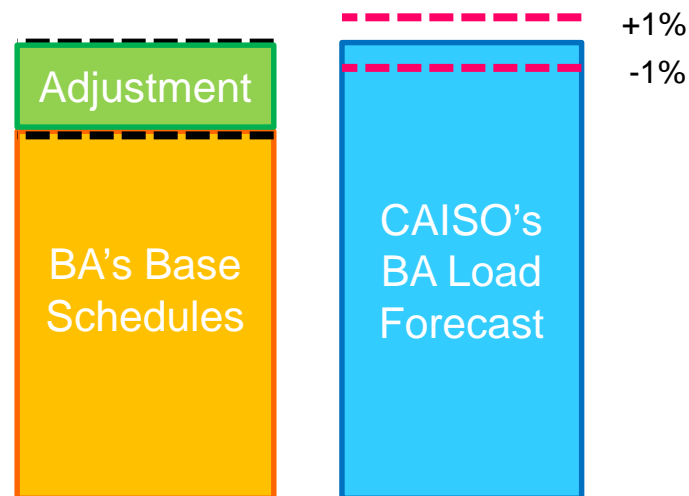 Adjustment
BA's Base
Schedules
CAISO's
BA Load
Forecast
+1%
-1%